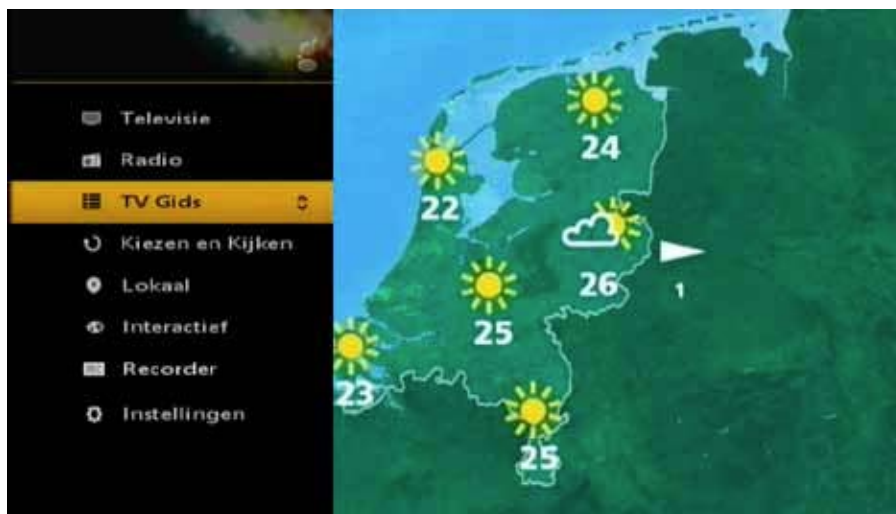 Televisie
Radio
TV Gids
Kiezen en Kijken
Lokaal
Interactief
Recorder
Instellingen
24
22
26
1
25
23
25